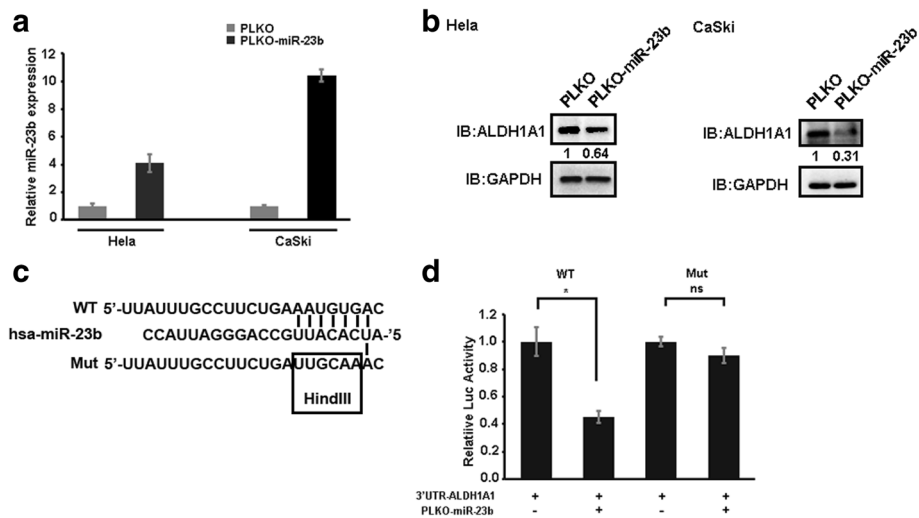 a
PLKO
PLKO-miR-23b
Relative miR-23b expression
12
10
8
6
4
2
0
Hela
CaSki
b
Hela
PLKO
PLKO-miR-23b
IB:ALDH1A1
1 0.64
IB:GAPDH
CaSki
PLKO
PLKO-miR-23b
IB:ALDH1A1
1 0.31
IB:GAPDH
c
WT 5'-UUAUUUGCCUUCUGAAAUGUGAC
hsa-miR-23b CCAUUAGGGACCGUUACACUA-'5
Mut 5'-UUAUUUGCCUUCUGAUUGCAAAC
HindIII
d
WT
*
Mut
ns
Relatiive Luc Activity
1.0
0.8
0.6
0.4
0.2
0.0
3'UTR-ALDH1A1 + + + +
PLKO-miR-23b - + - +